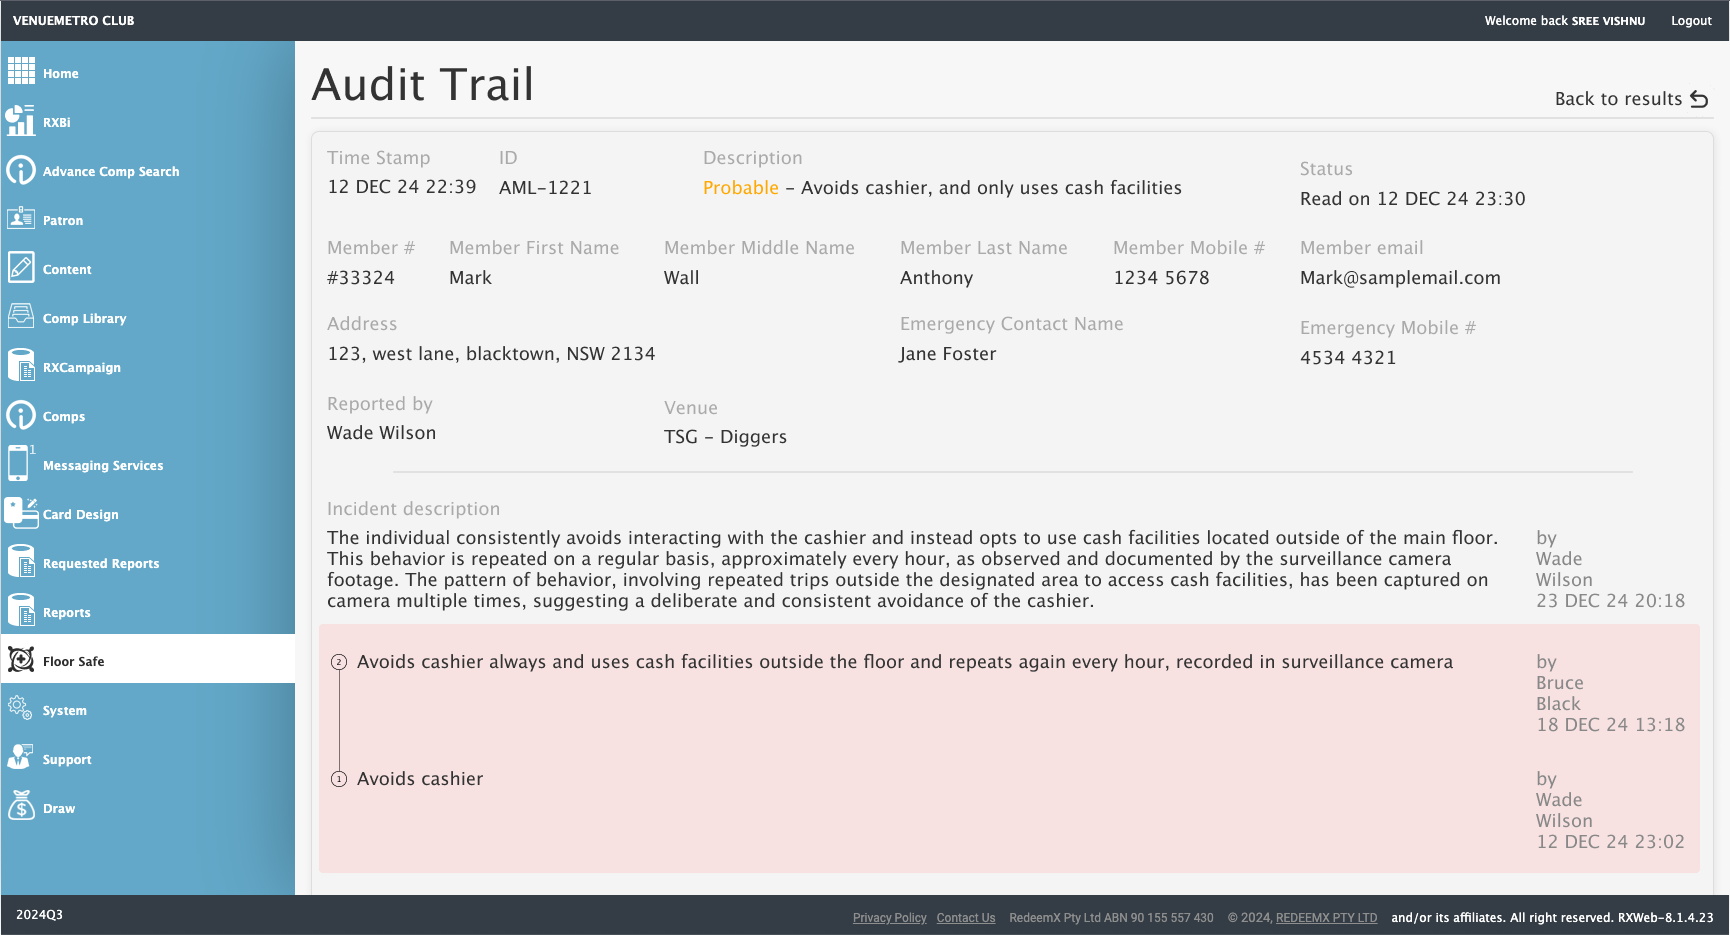 VENUEMETRO CLUB
Welcome back SREE VISHNU
Logout
Home
RXBi
Advance Comp Search
Patron
Content
Comp Library
RXCampaign
Comps
1
Messaging Services
Card Design
Requested Reports
Reports
Floor Safe
System
Support
Draw
Audit Trail
Back to results
Time Stamp
12 DEC 24 22:39
ID
AML-1221
Description
Probable – Avoids cashier, and only uses cash facilities
Status
Read on 12 DEC 24 23:30
Member #
#33324
Member First Name
Mark
Member Middle Name
Wall
Member Last Name
Anthony
Member Mobile #
1234 5678
Member email
Mark@samplemail.com
Address
123, west lane, blacktown, NSW 2134
Emergency Contact Name
Jane Foster
Emergency Mobile #
4534 4321
Reported by
Wade Wilson
Venue
TSG – Diggers
Incident description
The individual consistently avoids interacting with the cashier and instead opts to use cash facilities located outside of the main floor.
This behavior is repeated on a regular basis, approximately every hour, as observed and documented by the surveillance camera
footage. The pattern of behavior, involving repeated trips outside the designated area to access cash facilities, has been captured on
camera multiple times, suggesting a deliberate and consistent avoidance of the cashier.
by
Wade
Wilson
23 DEC 24 20:18
2
Avoids cashier always and uses cash facilities outside the floor and repeats again every hour, recorded in surveillance camera
by
Bruce
Black
18 DEC 24 13:18
1
Avoids cashier
by
Wade
Wilson
12 DEC 24 23:02
2024Q3
Privacy Policy Contact Us RedeemX Pty Ltd ABN 90 155 557 430 © 2024, REDEEMX PTY LTD and/or its affiliates. All right reserved. RXWeb-8.1.4.23